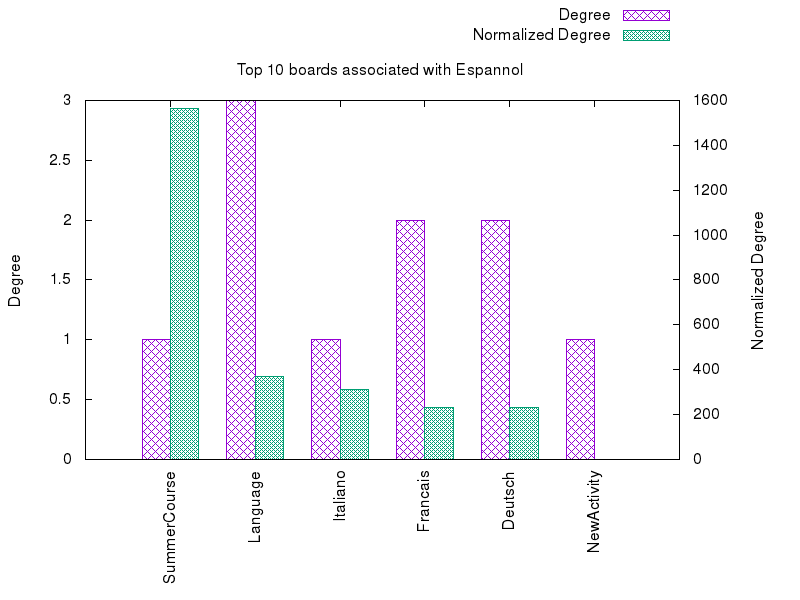 Degree
Normalized Degree
Top 10 boards associated with Espannol
3
2.5
2
1.5
1
0.5
0
Degree
1600
1400
1200
1000
800
600
400
200
0
Normalized Degree
SummerCourse
Language
Italiano
Francais
Deutsch
NewActivity